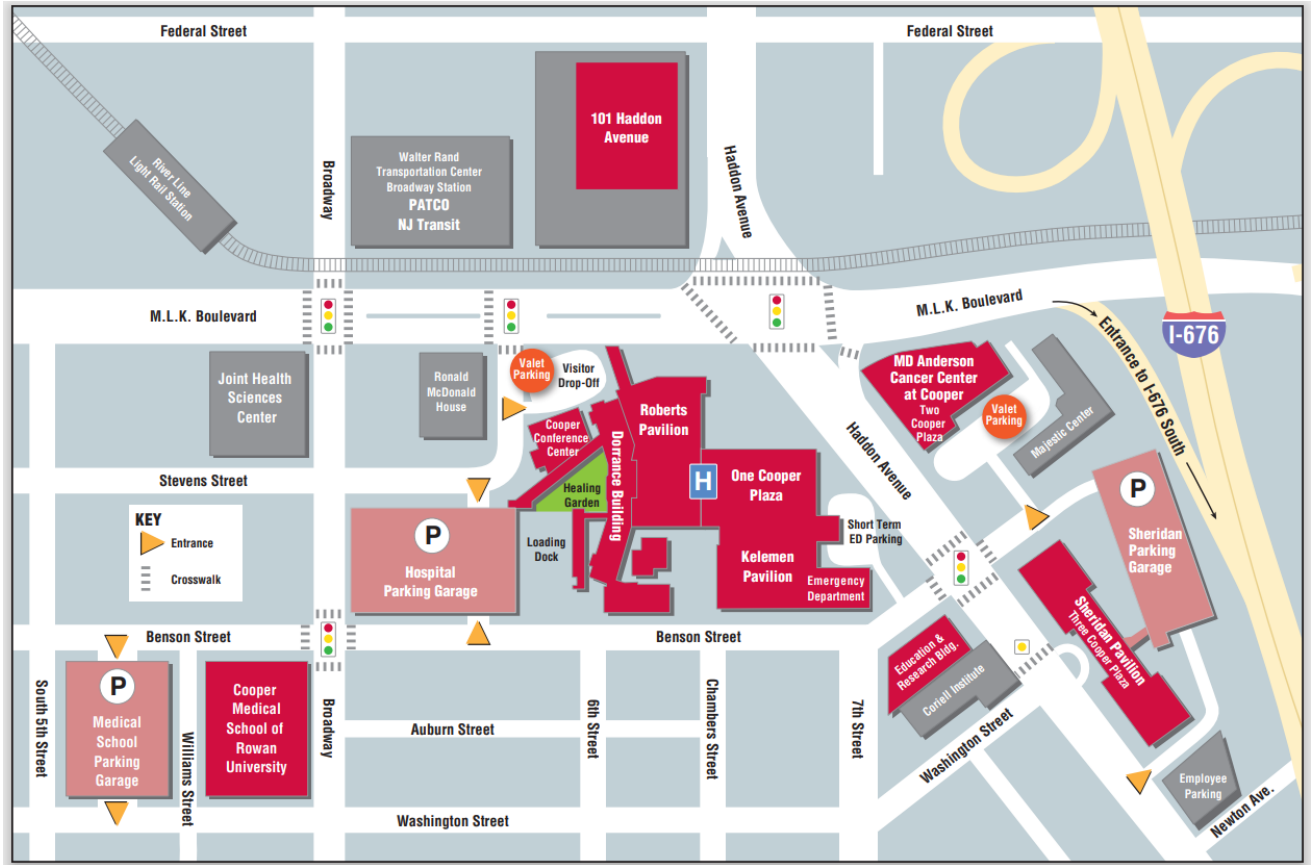 Federal Street
Federal Street
101 Haddon
Avenue
River Line
Light Rail Station
Broadway
Walter Rand
Transportation Center
Broadway Station
PATCO
NJ Transit
Haddon Avenue
M.L.K. Boulevard
M.L.K. Boulevard
Entrance to I-676 South
I-676
Joint Health
Sciences
Center
Ronald
McDonald
House
Valet
Parking
Visitor
Drop-Off
Cooper
Conference
Center
Roberts
Pavilion
Dorrance Building
MD Anderson
Cancer Center
at Cooper
Two
Cooper
Plaza
Valet
Parking
Majestic Center
Haddon Avenue
Stevens Street
Healing
Garden
H
One Cooper
Plaza
P
Sheridan
Parking
Garage
KEY
Entrance
Crosswalk
P
Hospital
Parking Garage
Loading
Dock
Short Term
ED Parking
Kelemen
Pavilion
Emergency
Department
Sheridan Pavilion
Three Cooper Plaza
Benson Street
Benson Street
Education &
Research Bldg.
Coriell Institute
South 5th Street
P
Medical
School
Parking
Garage
Williams Street
Cooper
Medical
School of
Rowan
University
Broadway
Auburn Street
6th Street
Chambers Street
7th Street
Washington Street
Washington Street
Employee
Parking
Newton Ave.